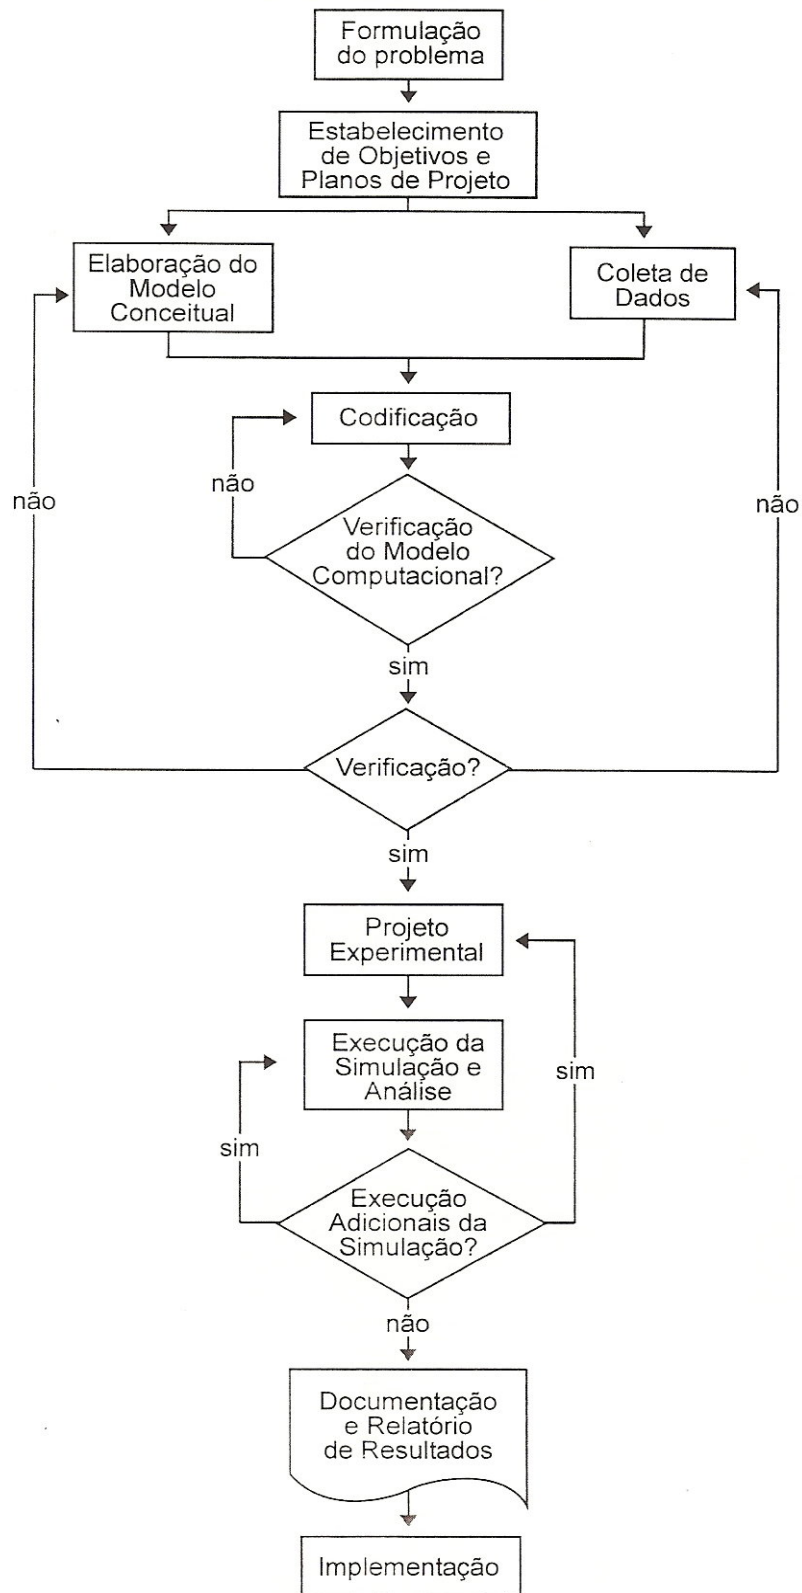 Formulação
do problema
Estabelecimento
de Objetivos e
Planos de Projeto
Elaboração do
Modelo
Conceitual
Coleta de
Dados
Codificação
não
não
não
Verificação
do Modelo
Computacional?
sim
Verificação?
sim
Projeto
Experimental
Execução da
Simulação e
Análise
sim
sim
Execução
Adicionais da
Simulação?
não
Documentação
e Relatório
de Resultados
Implementação